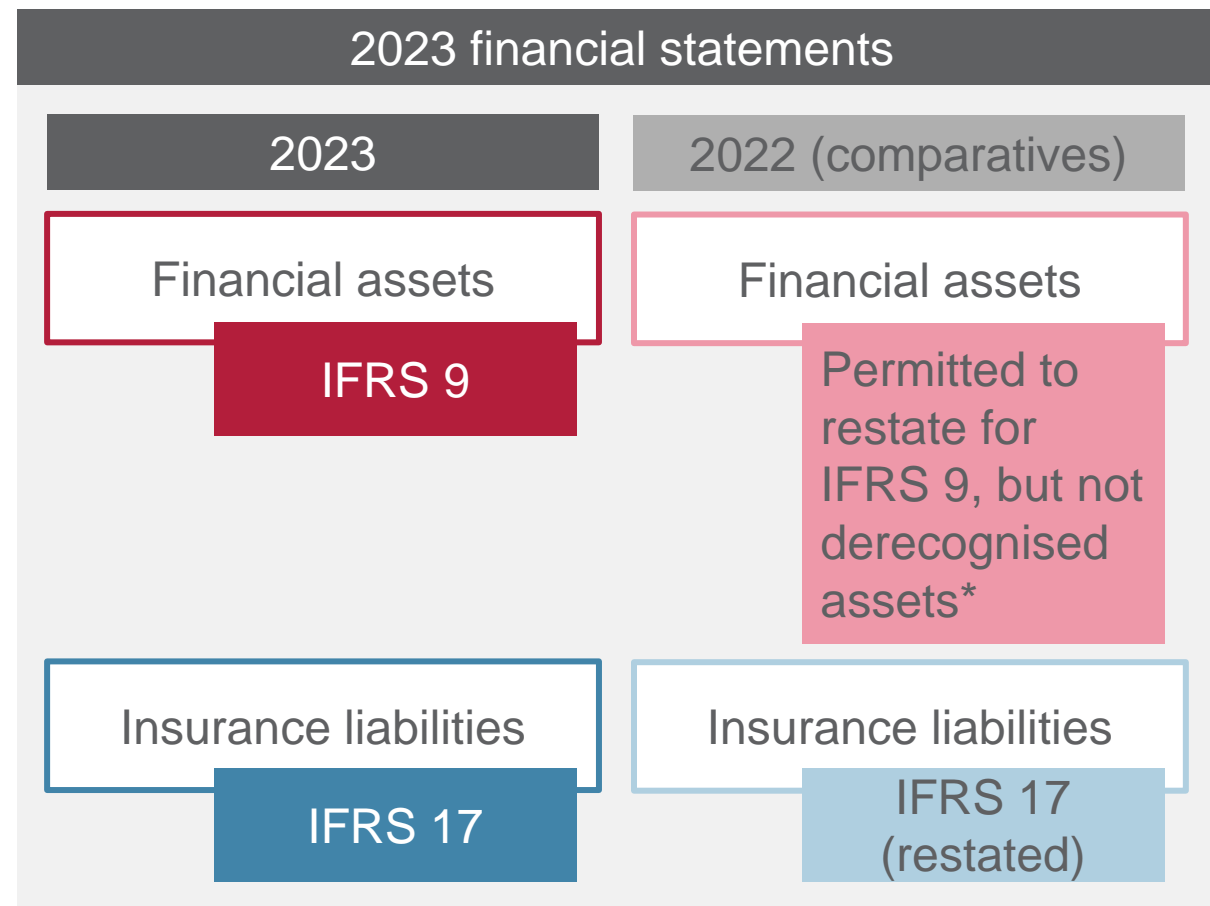 2023 financial statements
2023
2022 (comparatives)
Financial assets
IFRS 9
Financial assets
Permitted to
restate for
IFRS 9, but not
derecognised
assets*
Insurance liabilities
IFRS 17
Insurance liabilities
IFRS 17
(restated)